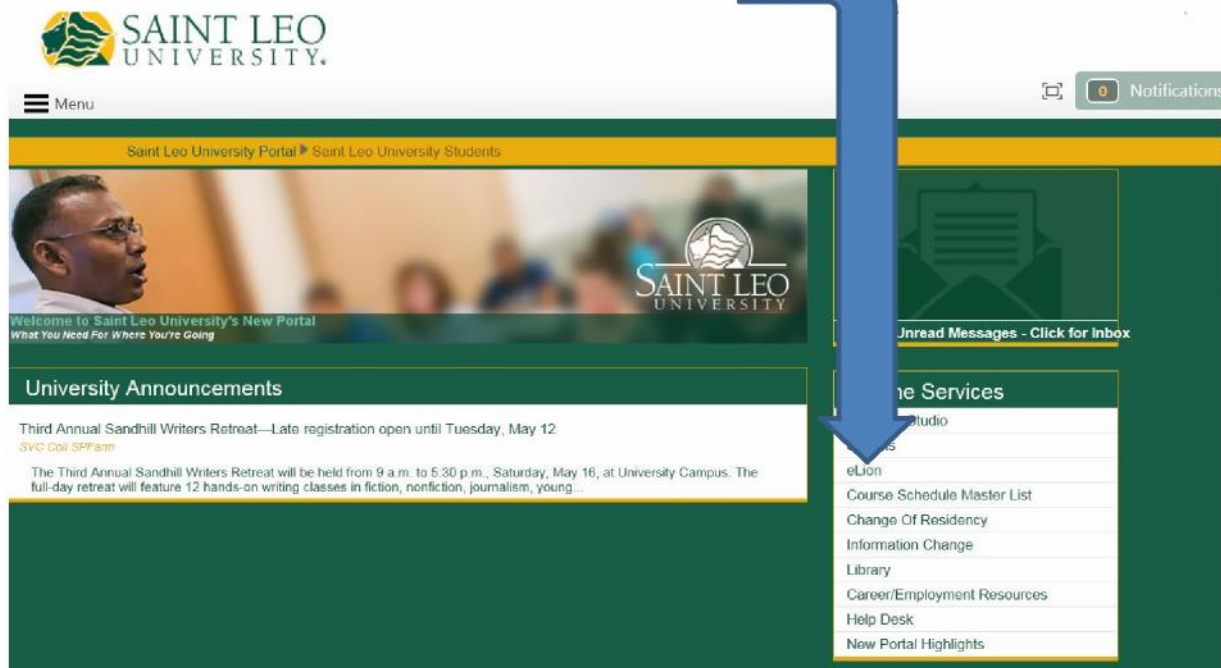 SAINT LEO
UNIVERSITY.
Menu
0 Notifications
Saint Leo University Portal Saint Leo University Students
SAINT LEO
UNIVERSITY
Welcome to Saint Leo University's New Portal
What You Need For Where You're Going
Unread Messages - Click for Inbox
University Announcements
Third Annual Sandhill Writers Retreat—Late registration open until Tuesday, May 12
SVC Coll SPFarm
The Third Annual Sandhill Writers Retreat will be held from 9 a.m. to 5:30 p.m., Saturday, May 16, at University Campus. The
full-day retreat will feature 12 hands-on writing classes in fiction, nonfiction, journalism, young...
Services
eLion
Course Schedule Master List
Change Of Residency
Information Change
Library
Career/Employment Resources
Help Desk
New Portal Highlights